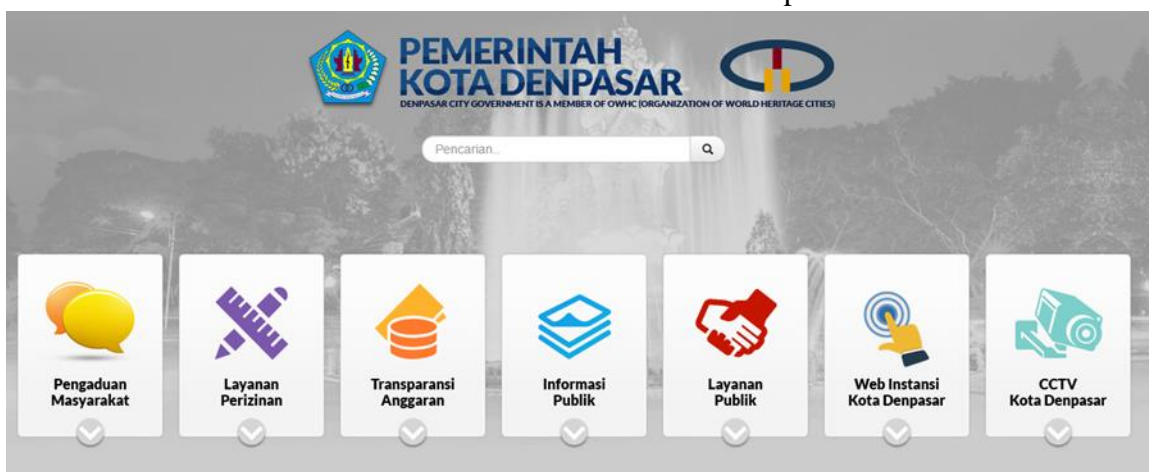 PEMERINTAH
KOTA DENPASAR
DENPASAR CITY GOVERNMENT IS A MEMBER OF OWHC (ORGANIZATION OF WORLD HERITAGE CITIES)
Pencarian..
Pengaduan
Masyarakat
Layanan
Perizinan
Transparansi
Anggaran
Informasi
Publik
Layanan
Publik
Web Instansi
Kota Denpasar
CCTV
Kota Denpasar